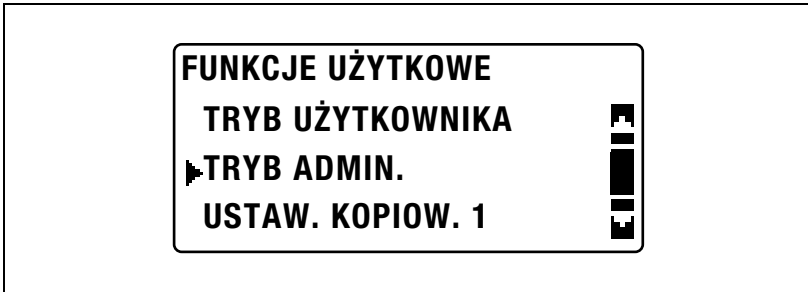 FUNKCJE UŻYTKOWE
TRYB UŻYTKOWNIKA
TRYB ADMIN.
USTAW. KOPIOW. 1